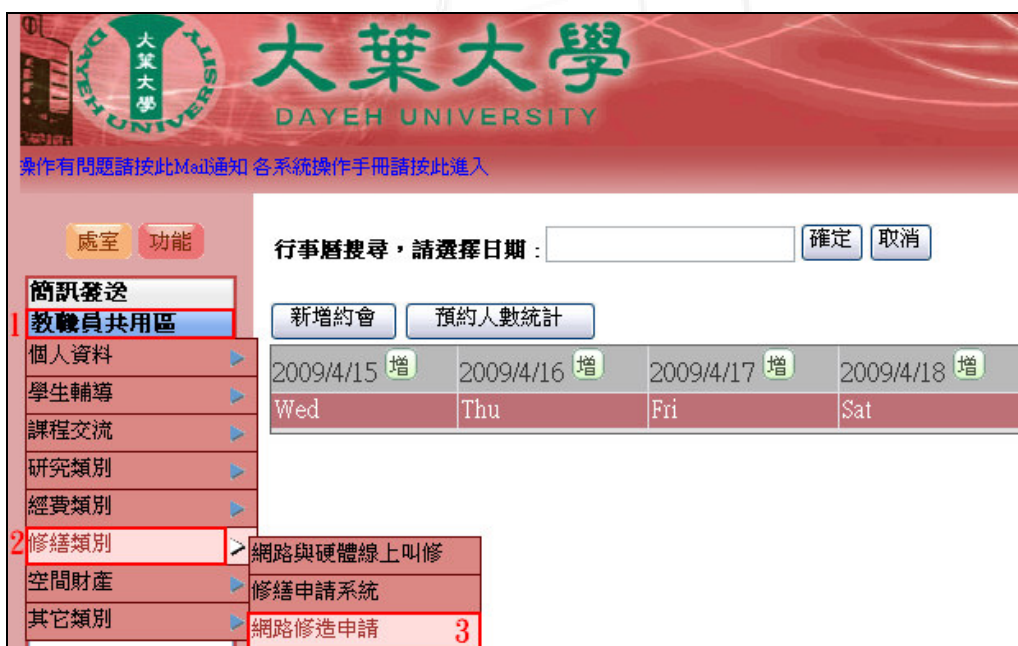 大葉大學
DAYEH UNIVERSITY
大葉大學
DAYEH UNIVERSITY
操作有問題請按此Mail通知 各系統操作手冊請按此進入
處室 功能
行事曆搜尋，請選擇日期: 確定 取消
簡訊發送
1 教職員共用區
新增約會 預約人數統計
個人資料
2009/4/15 增 2009/4/16 增 2009/4/17 增 2009/4/18 增
學生輔導
Wed Thu Fri Sat
課程交流
研究類別
經費類別
2 修繕類別 >
網路與硬體線上叫修
空間財產
修繕申請系統
其它類別
網路修造申請 3